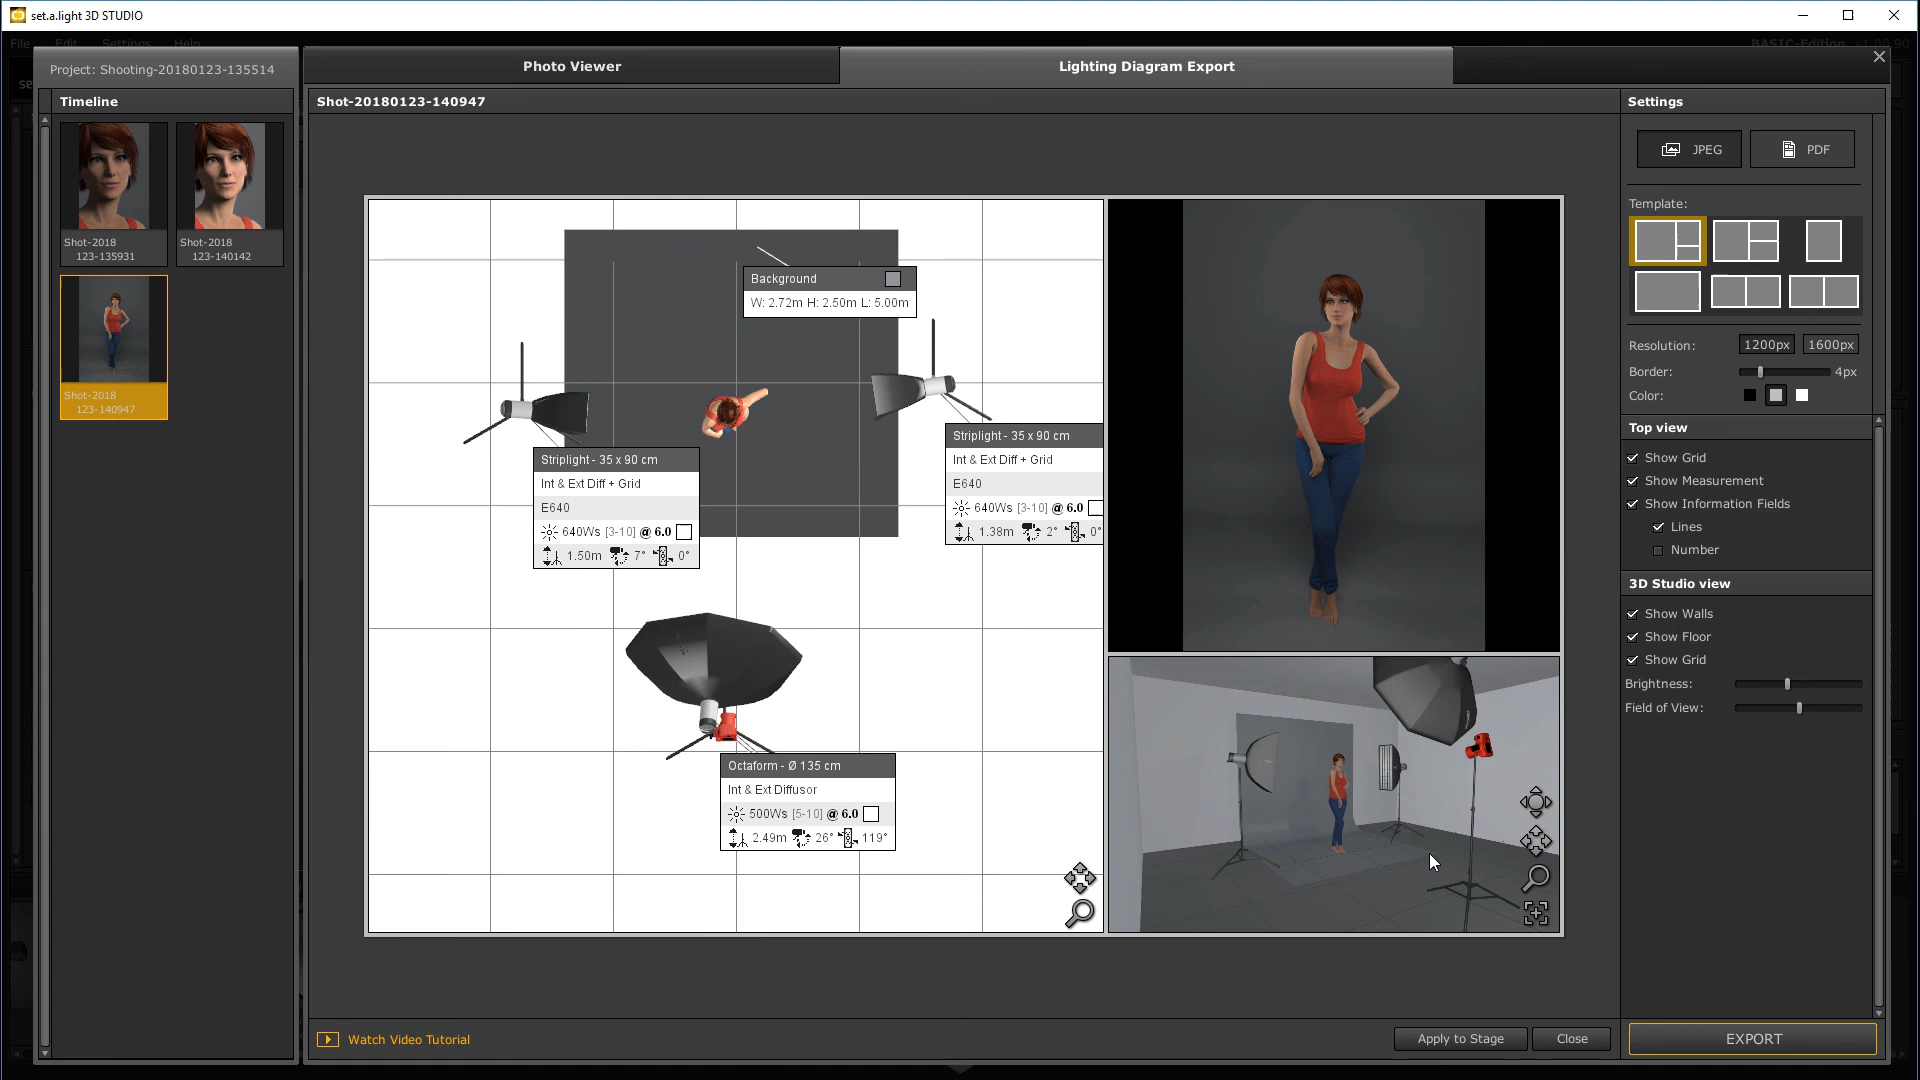 set.a.light 3D STUDIO
File Edit Settings Help
BASIC-Edition
Project: Shooting-20180123-135514
Photo Viewer
Lighting Diagram Export
Timeline
Shot-20180123-140947
Settings
Shot-2018
123-135931
Shot-2018
123-140142
Shot-2018
123-140947
Background
W: 2.72m H: 2.50m L: 5.00m
Striplight - 35 x 90 cm
Int & Ext Diff + Grid
E640
640Ws [3-10] @ 6.0
1.38m 2° 0°
Striplight - 35 x 90 cm
Int & Ext Diff + Grid
E640
640Ws [3-10] @ 6.0
1.50m 7° 0°
Octaform - Ø 135 cm
Int & Ext Diffusor
500Ws [5-10] @ 6.0
2.49m 26° 119°
JPEG
PDF
Template:
Resolution: 1200px 1600px
Border: 4px
Color:
Top view
Show Grid
Show Measurement
Show Information Fields
Lines
Number
3D Studio view
Show Walls
Show Floor
Show Grid
Brightness:
Field of View:
Watch Video Tutorial
Apply to Stage
Close
EXPORT